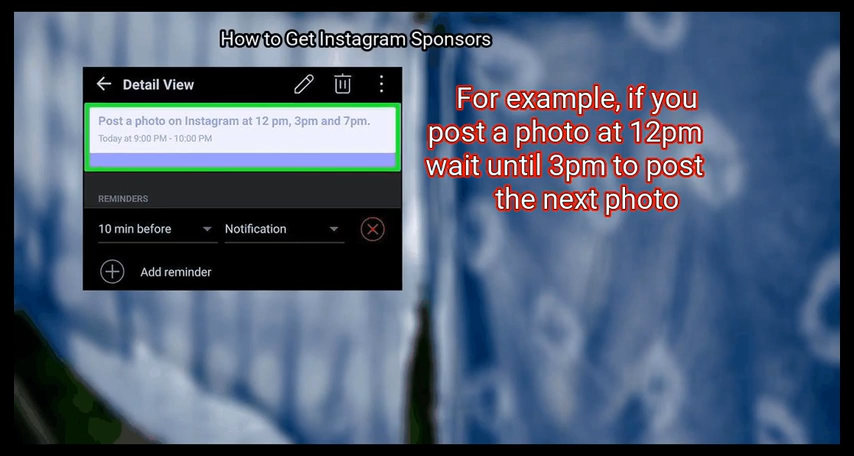 How to Get Instagram Sponsors
Detail View
Post a photo on Instagram at 12 pm, 3pm and 7pm.
Today at 9:00 PM - 10:00 PM
REMINDERS
10 min before
Notification
Add reminder
For example, if you
post a photo at 12pm
wait until 3pm to post
the next photo